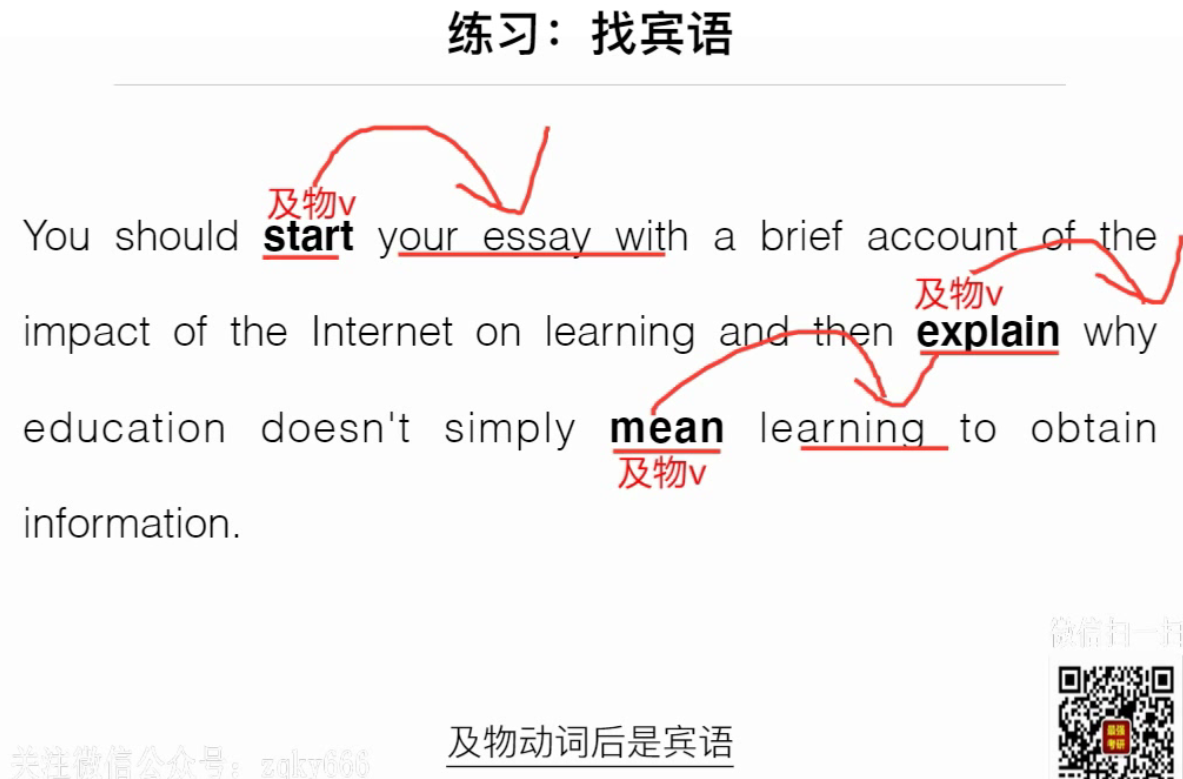 练习：找宾语
及物v
You should start your essay with a brief account of the
及物v
impact of the Internet on learning and then explain why
education doesn't simply mean learning to obtain
及物v
information.
微信扫一扫
最强
考研
及物动词后是宾语
关注微信公众号：zqky666